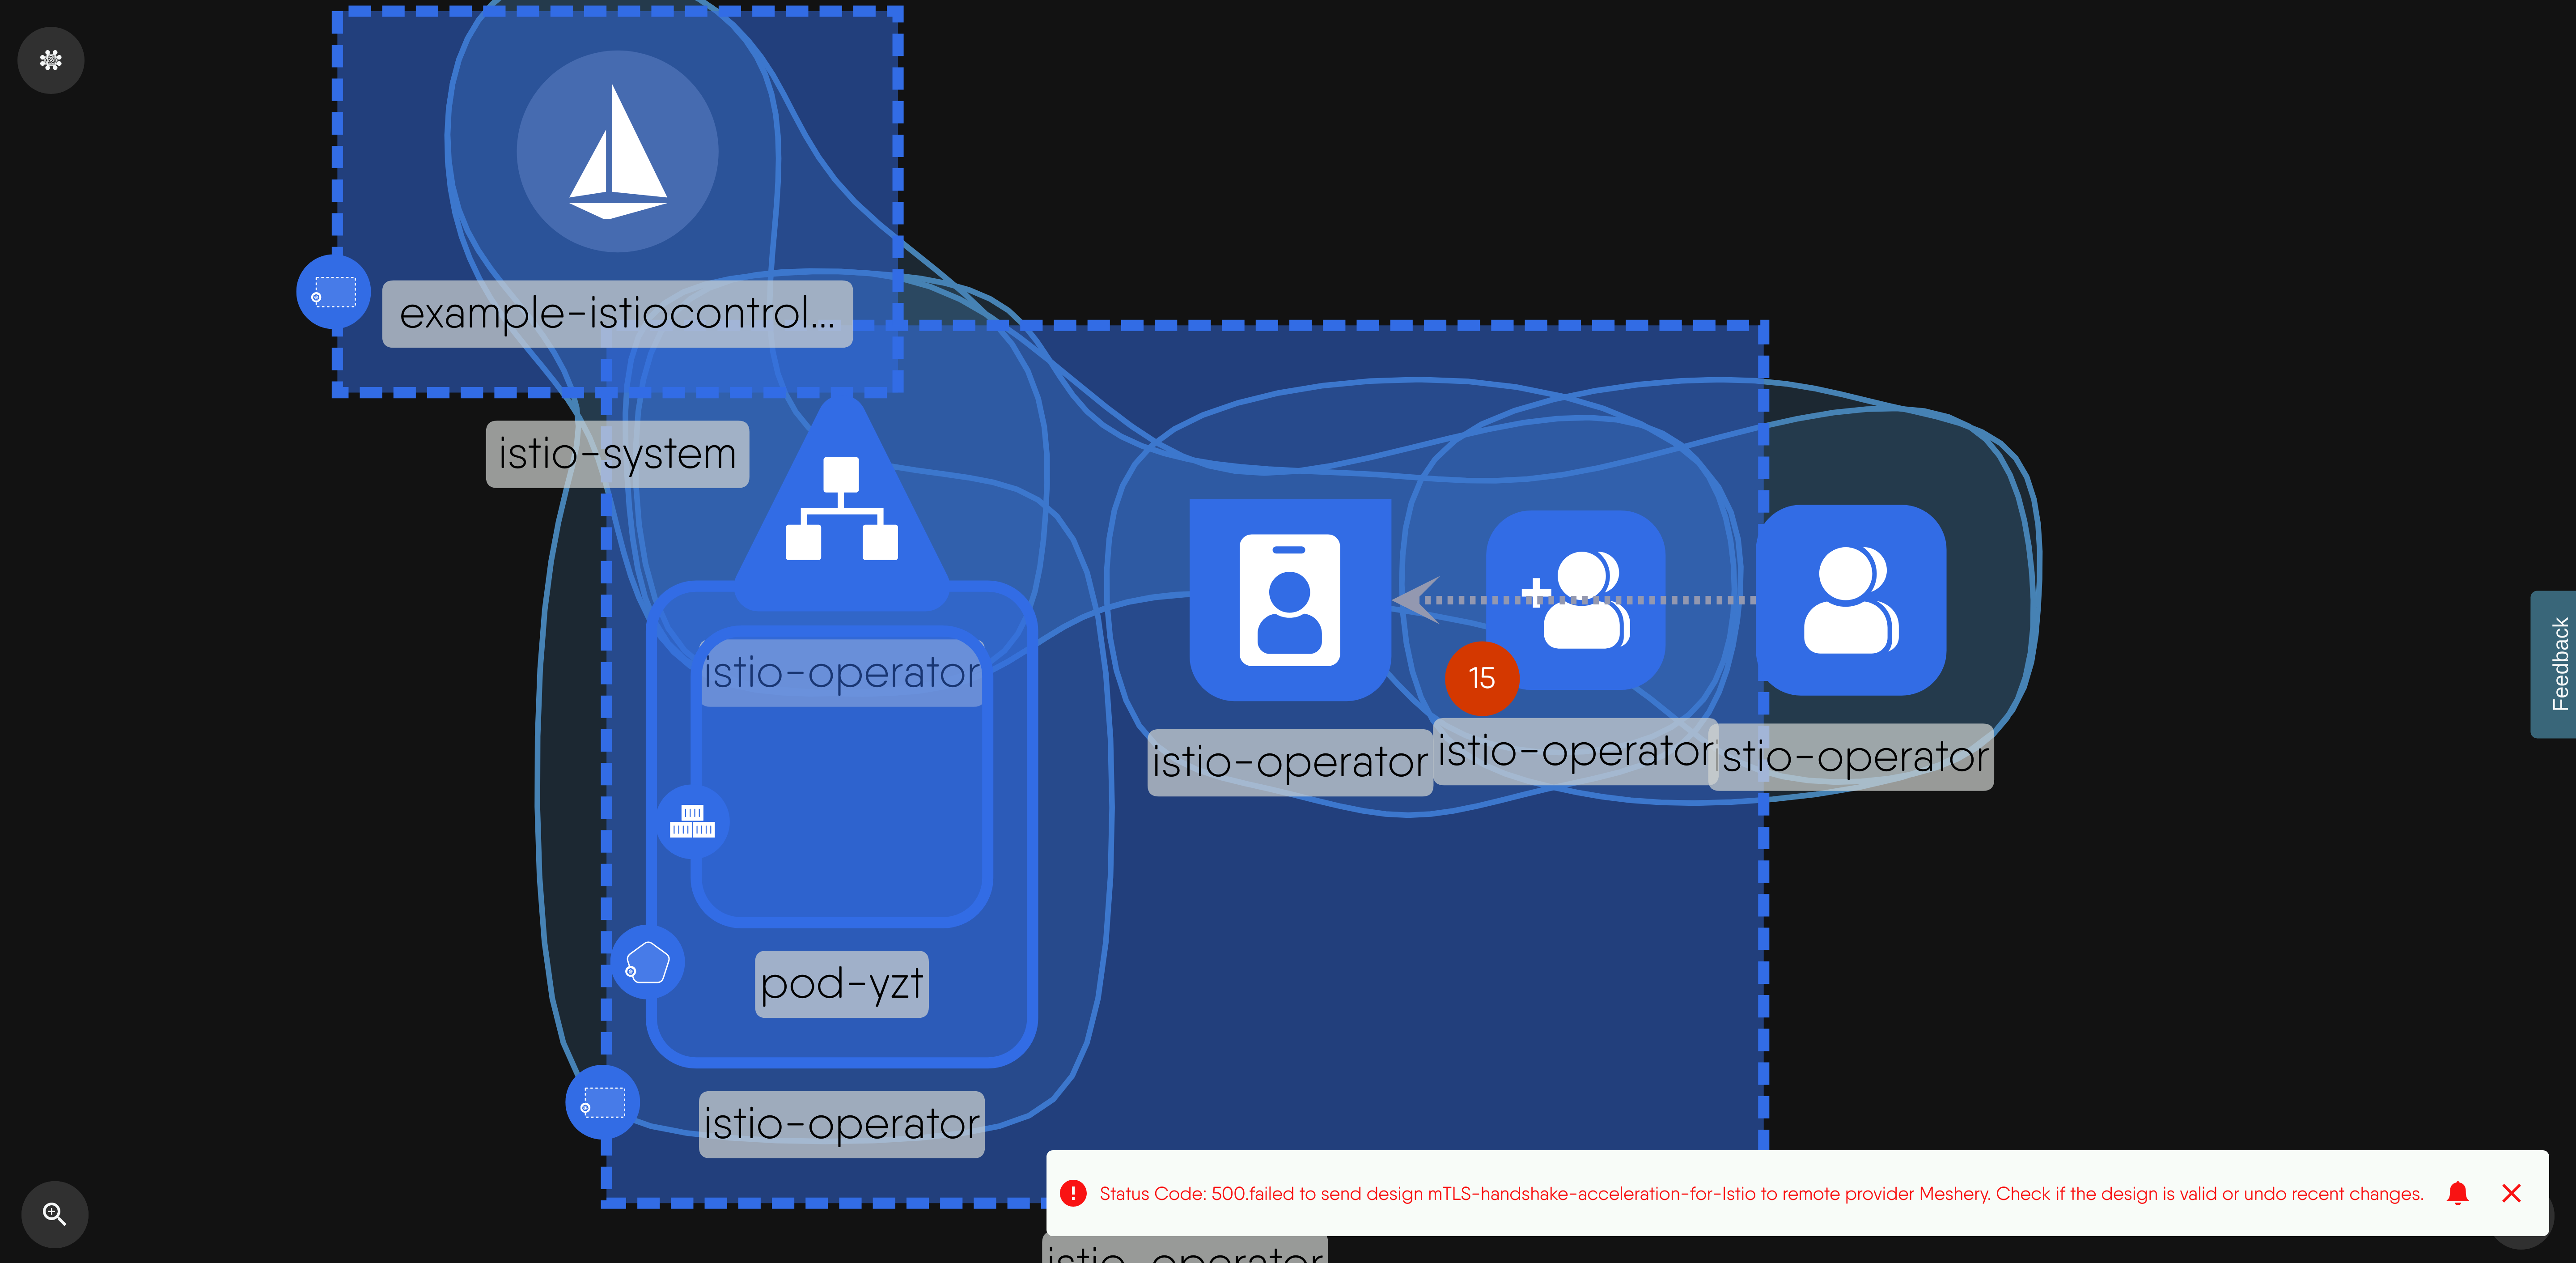 example-istiocontrol...
istio-system
istio-operator
15
istio-operator
istio-operator
istio-operator
Feedback
pod-yzt
istio-operator
Status Code: 500.failed to send design mTLS-handshake-acceleration-for-Istio to remote provider Meshery. Check if the design is valid or undo recent changes.
istio-operator